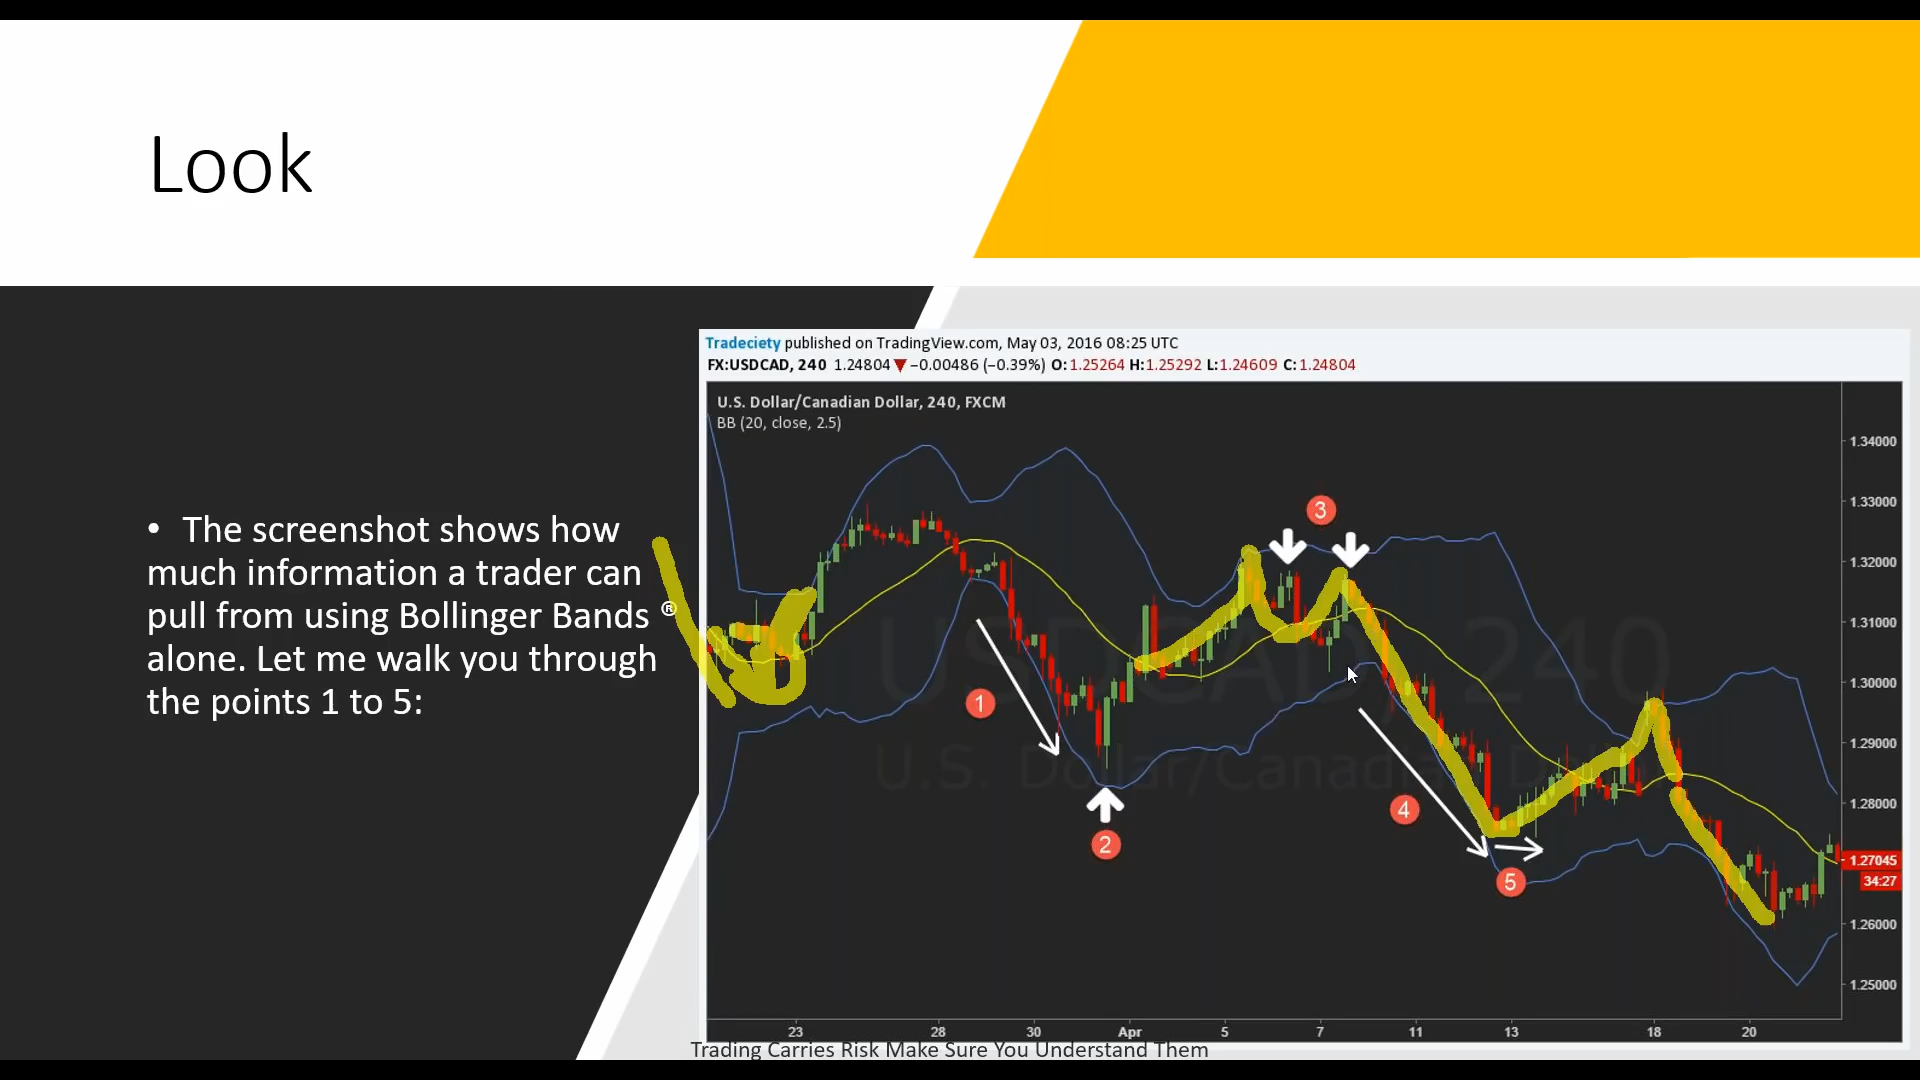 Look
• The screenshot shows how
much information a trader can
pull from using Bollinger Bands ®
alone. Let me walk you through
the points 1 to 5:
Tradeciety published on TradingView.com, May 03, 2016 08:25 UTC
FX:USDCAD, 240 1.24804 ▼ −0.00486 (−0.39%) O:1.25264 H:1.25292 L:1.24609 C:1.24804
U.S. Dollar/Canadian Dollar, 240, FXCM
BB (20, close, 2.5)
1.34000
1.33000
1.32000
1.31000
1.30000
1.29000
1.28000
1.27045
34:27
1.26000
1.25000
3
1
4
2
5
USDCAD, 240
U.S. Dollar/Canadian Dollar
23 28 30 Apr 5 7 11 13 18 20
Trading Carries Risk Make Sure You Understand Them